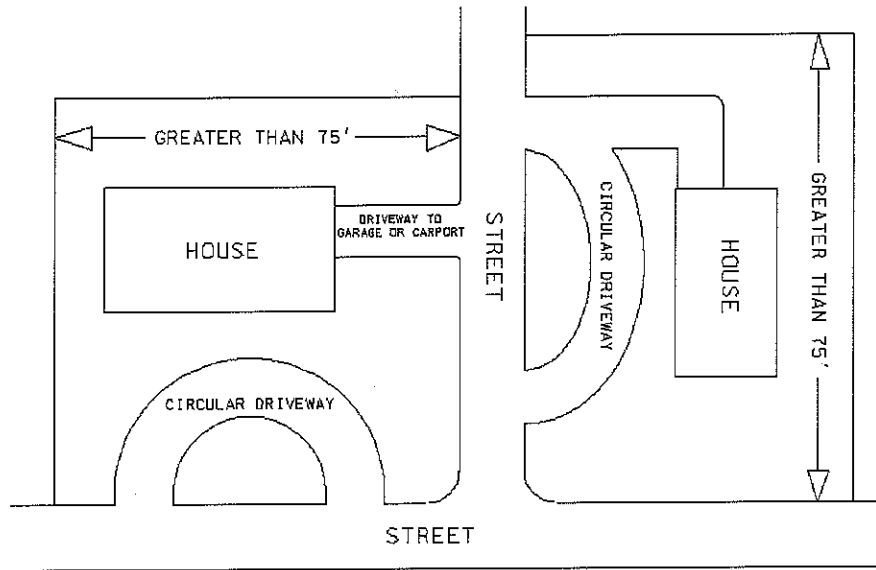 GREATER THAN 75'
HOUSE
DRIVEWAY TO
GARAGE OR CARPORT
CIRCULAR DRIVEWAY
STREET
CIRCULAR DRIVEWAY
HOUSE
GREATER THAN 75'
STREET